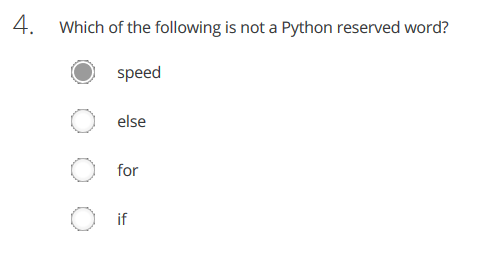 4. Which of the following is not a Python reserved word?
speed
else
for
if